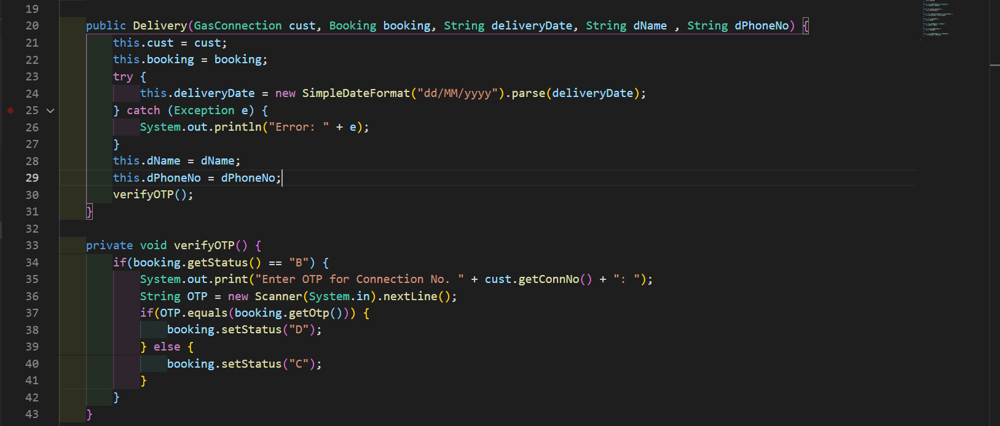 19
20 public Delivery(GasConnection cust, Booking booking, String deliveryDate, String dName , String dPhoneNo) {
21 this.cust = cust;
22 this.booking = booking;
23 try {
24 this.deliveryDate = new SimpleDateFormat("dd/MM/yyyy").parse(deliveryDate);
25 } catch (Exception e) {
26 System.out.println("Error: " + e);
27 }
28 this.dName = dName;
29 this.dPhoneNo = dPhoneNo;
30 verifyOTP();
31 }
32
33 private void verifyOTP() {
34 if(booking.getStatus() == "B") {
35 System.out.print("Enter OTP for Connection No. " + cust.getConnNo() + ": ");
36 String OTP = new Scanner(System.in).nextLine();
37 if(OTP.equals(booking.getOtp())) {
38 booking.setStatus("D");
39 } else {
40 booking.setStatus("C");
41 }
42 }
43 }